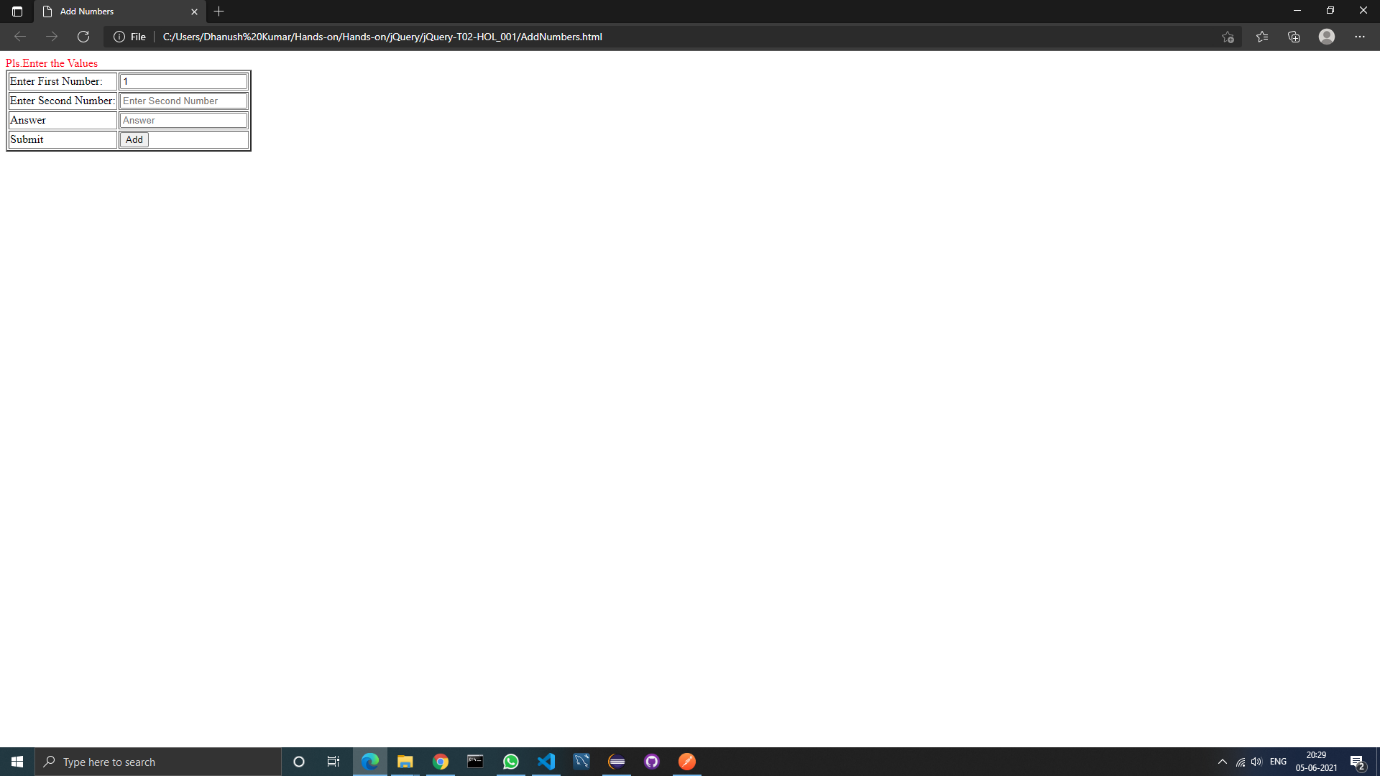 Add Numbers
File C:/Users/Dhanush%20Kumar/Hands-on/Hands-on/jQuery/jQuery-T02-HOL_001/AddNumbers.html
Pls.Enter the Values
Enter First Number: 1
Enter Second Number: Enter Second Number
Answer Answer
Submit Add
Type here to search
ENG
20:29
05-06-2021
2